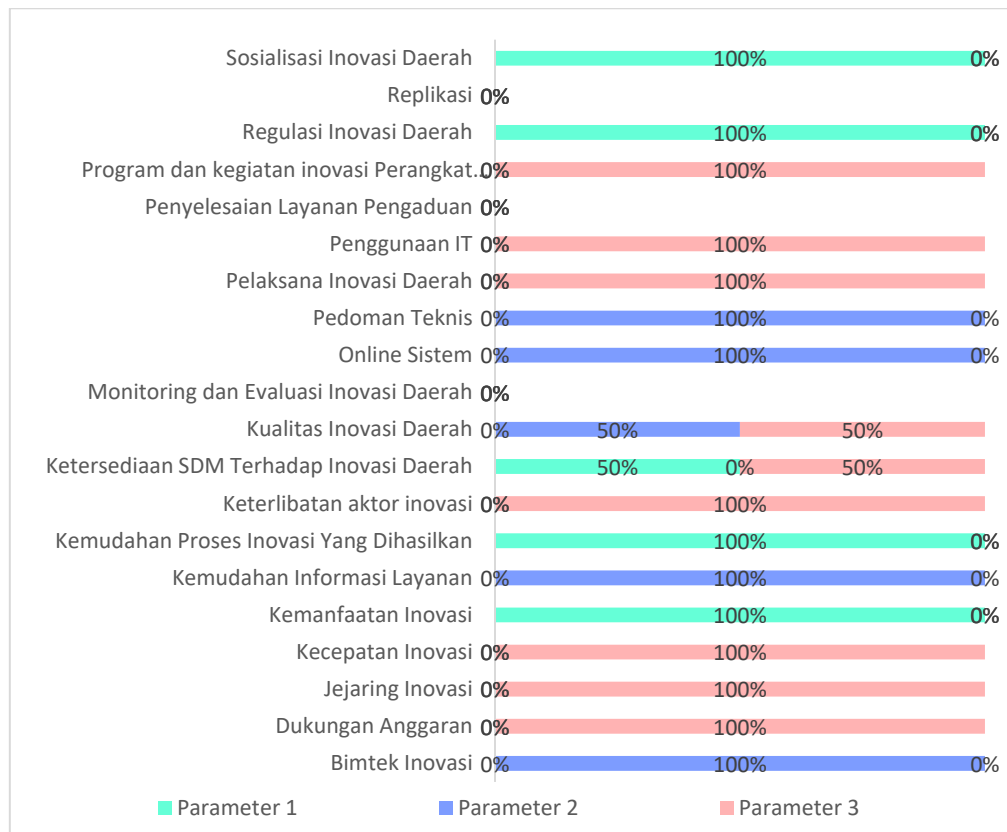 Sosialisasi Inovasi Daerah 100% 0%
Replikasi 0%
Regulasi Inovasi Daerah 100% 0%
Program dan kegiatan inovasi Perangkat... 0% 100%
Penyelesaian Layanan Pengaduan 0%
Penggunaan IT 0% 100%
Pelaksana Inovasi Daerah 0% 100%
Pedoman Teknis 0% 100% 0%
Online Sistem 0% 100% 0%
Monitoring dan Evaluasi Inovasi Daerah 0%
Kualitas Inovasi Daerah 0% 50% 50%
Ketersediaan SDM Terhadap Inovasi Daerah 50% 0% 50%
Keterlibatan aktor inovasi 0% 100%
Kemudahan Proses Inovasi Yang Dihasilkan 100% 0%
Kemudahan Informasi Layanan 0% 100% 0%
Kemanfaatan Inovasi 100% 0%
Kecepatan Inovasi 0% 100%
Jejaring Inovasi 0% 100%
Dukungan Anggaran 0% 100%
Bimtek Inovasi 0% 100% 0%
Parameter 1 Parameter 2 Parameter 3